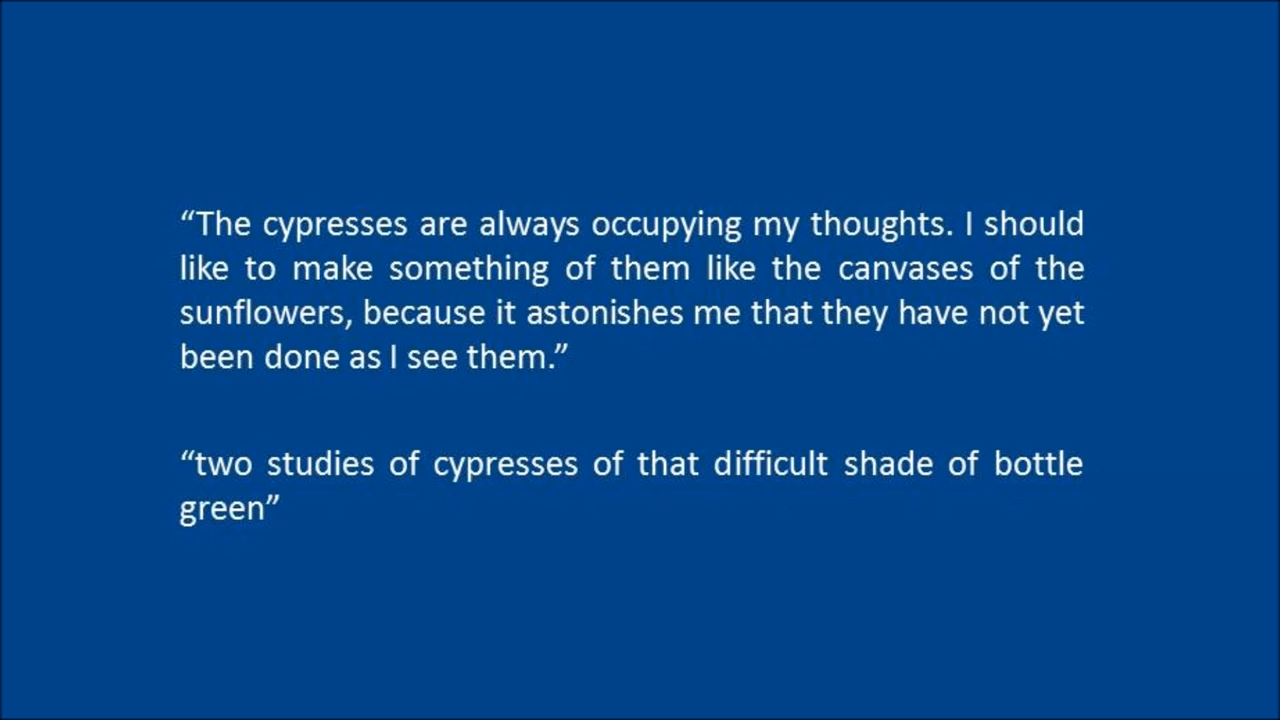 “The cypresses are always occupying my thoughts. I should
like to make something of them like the canvases of the
sunflowers, because it astonishes me that they have not yet
been done as I see them.”
“two studies of cypresses of that difficult shade of bottle
green”